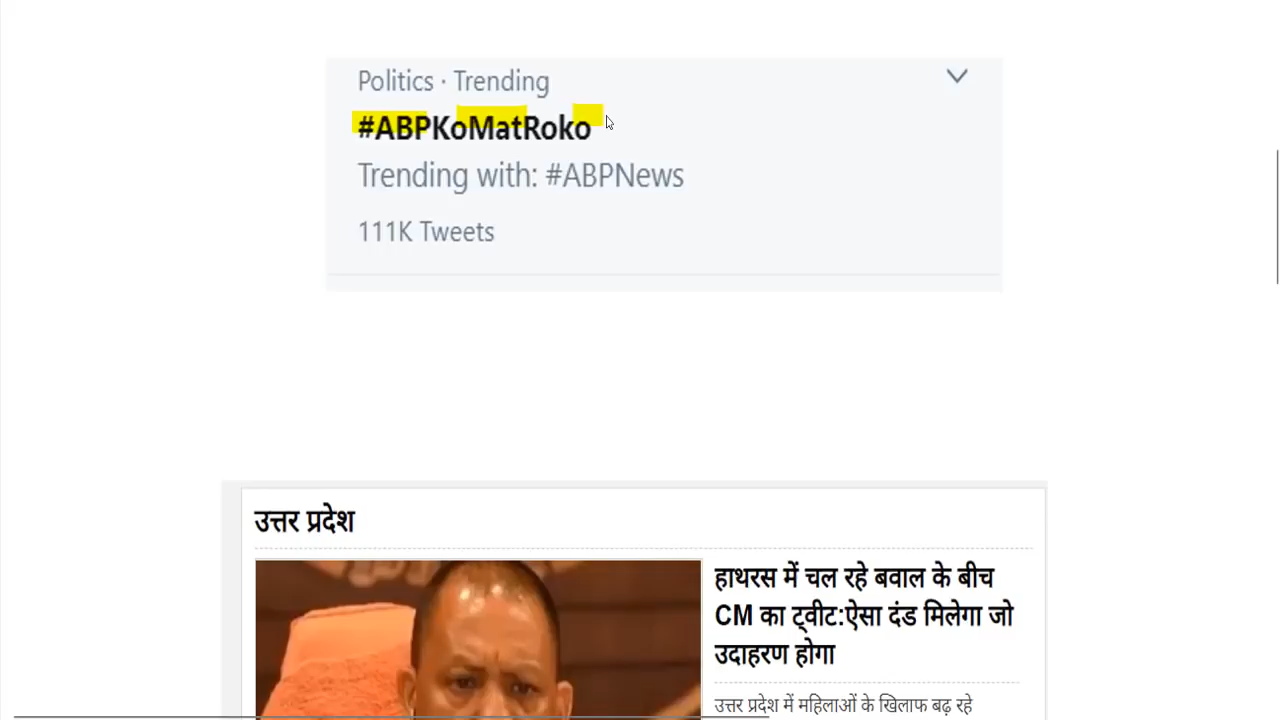 Politics · Trending
#ABPKoMatRoko
Trending with: #ABPNews
111K Tweets
उत्तर प्रदेश
हाथरस में चल रहे बवाल के बीच
CM का ट्वीट:ऐसा दंड मिलेगा जो
उदाहरण होगा
उत्तर प्रदेश में महिलाओं के खिलाफ बढ़ रहे